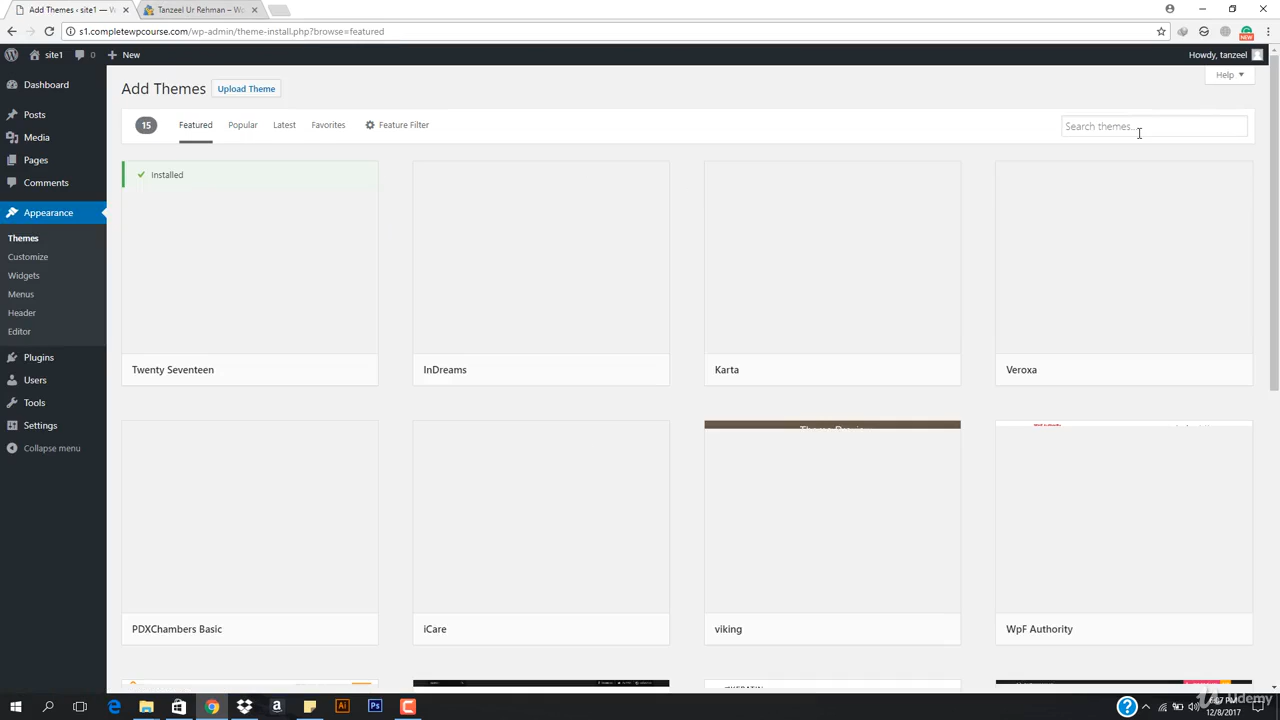 Add Themes ‹ site1 — W
Tanzeel Ur Rehman – W
s1.completewpcourse.com/wp-admin/theme-install.php?browse=featured
NEW
site1
0
New
Howdy, tanzeel
Help
Add Themes
Upload Theme
15
Featured
Popular
Latest
Favorites
Feature Filter
Search themes...
Dashboard
Posts
Media
Pages
Comments
Appearance
Themes
Customize
Widgets
Menus
Header
Editor
Plugins
Users
Tools
Settings
Collapse menu
Installed
Twenty Seventeen
InDreams
Karta
Veroxa
PDXChambers Basic
iCare
viking
WpF Authority
Ai
Ps
12/8/2017
Udemy